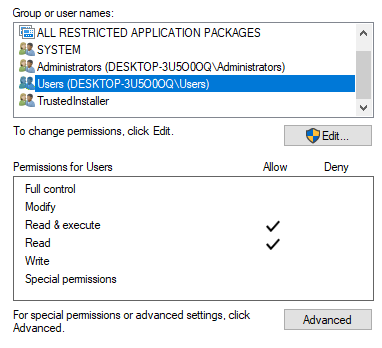 Group or user names:
ALL RESTRICTED APPLICATION PACKAGES
SYSTEM
Administrators (DESKTOP-3U5O0OQ\Administrators)
Users (DESKTOP-3U5O0OQ\Users)
TrustedInstaller
To change permissions, click Edit.
Edit...
Permissions for Users Allow Deny
Full control
Modify
Read & execute
Read
Write
Special permissions
For special permissions or advanced settings, click
Advanced.
Advanced